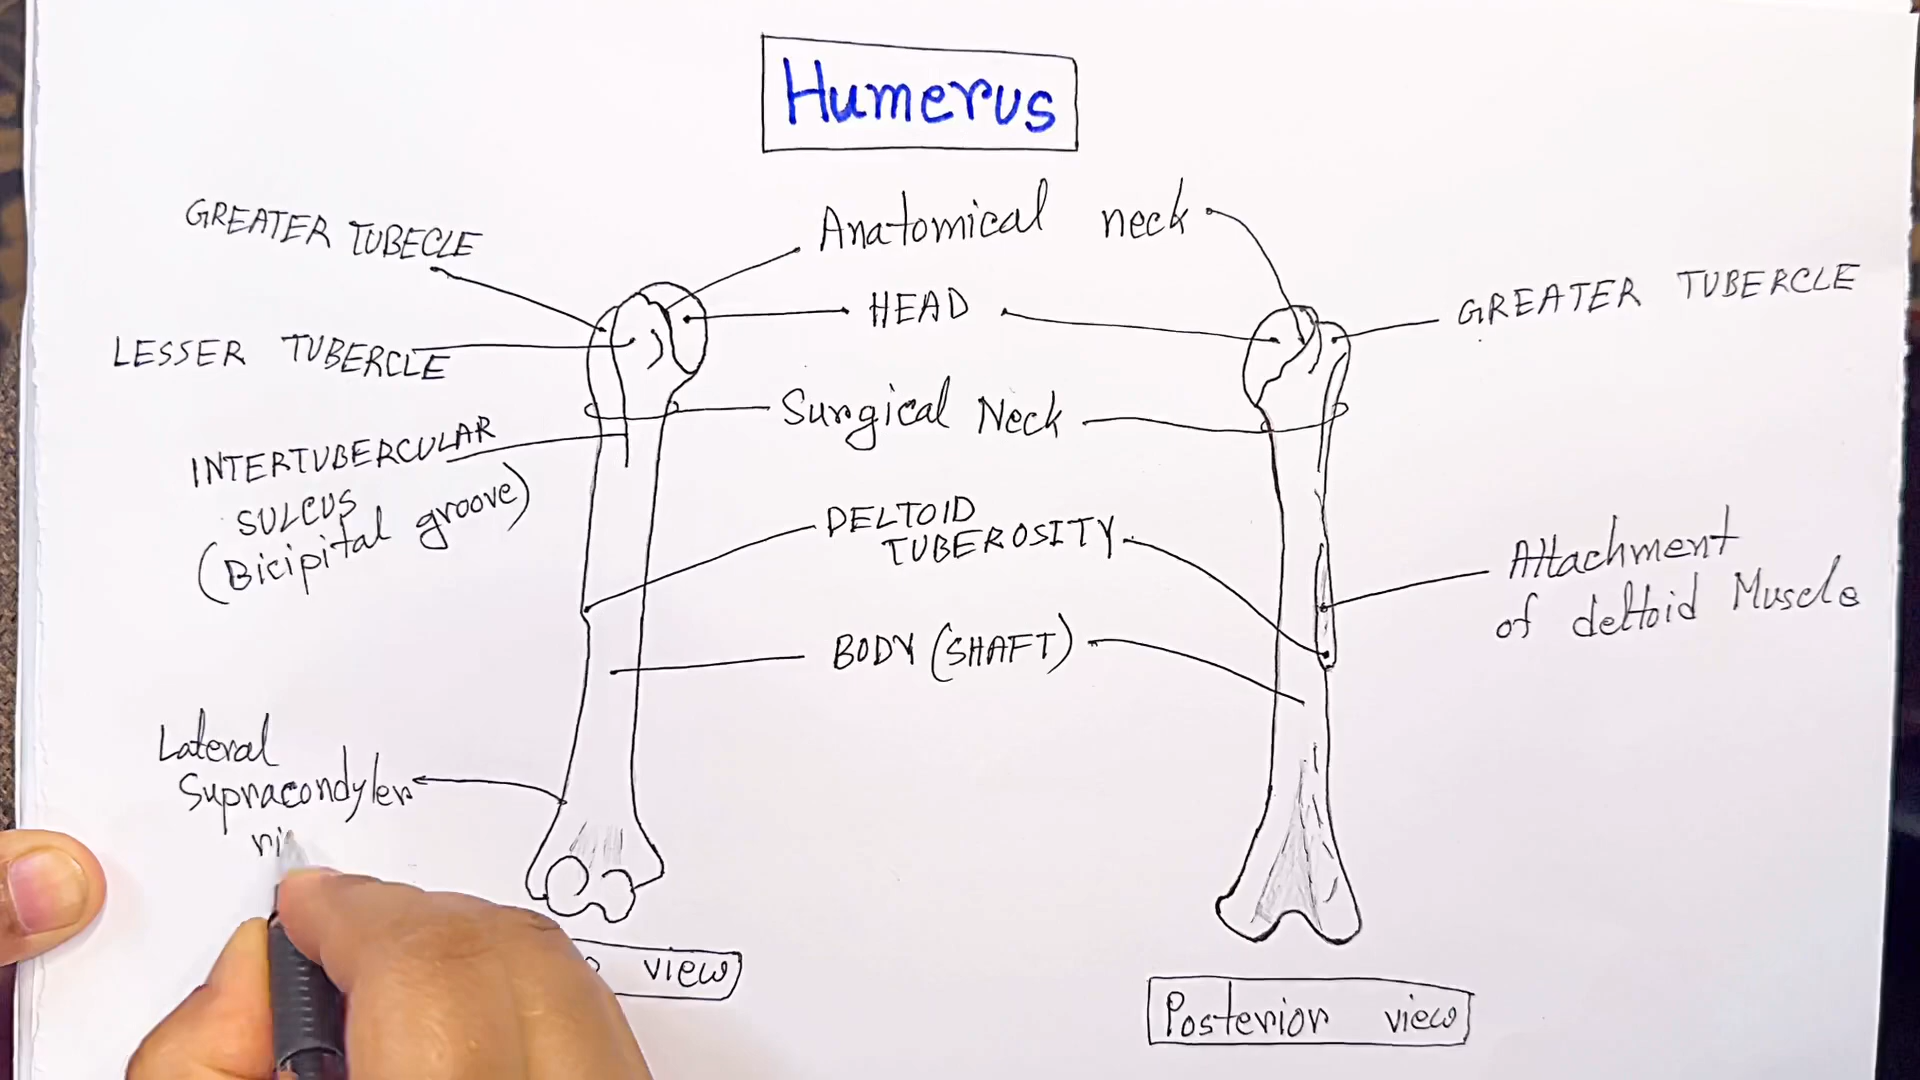 Humerus
GREATER TUBECLE
Anatomical neck
HEAD
GREATER TUBERCLE
LESSER TUBERCLE
Surgical Neck
INTERTUBERCULAR
SULCUS
(Bicipital groove)
DELTOID
TUBEROSITY
Attachment
of deltoid Muscle
BODY (SHAFT)
Lateral
Supracondyler
ri
view
Posterior view